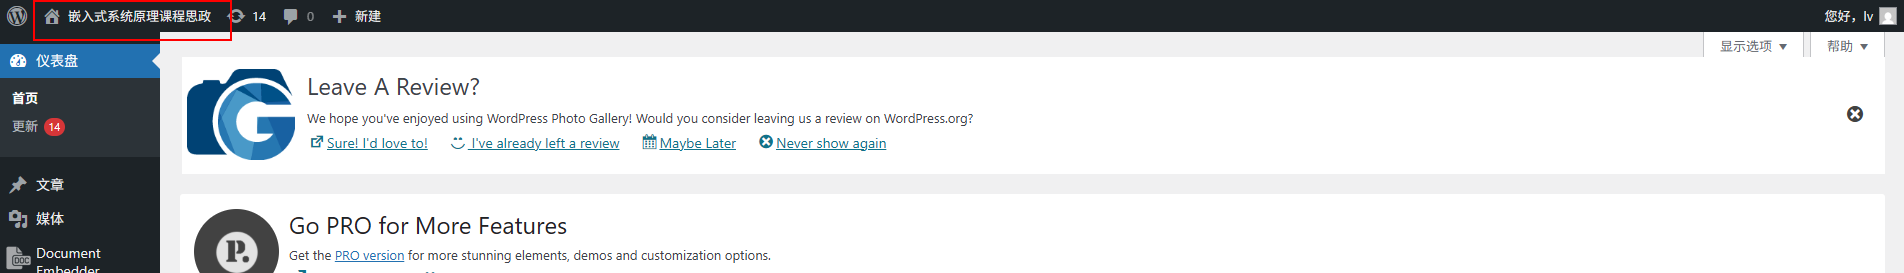 嵌入式系统原理课程思政 14 0 新建 您好，lv
仪表盘 显示选项 帮助
Leave A Review?
首页
We hope you've enjoyed using WordPress Photo Gallery! Would you consider leaving us a review on WordPress.org?
更新 14
Sure! I'd love to! I've already left a review Maybe Later Never show again
文章
媒体
Go PRO for More Features
Get the PRO version for more stunning elements, demos and customization options.
Document
Embedder